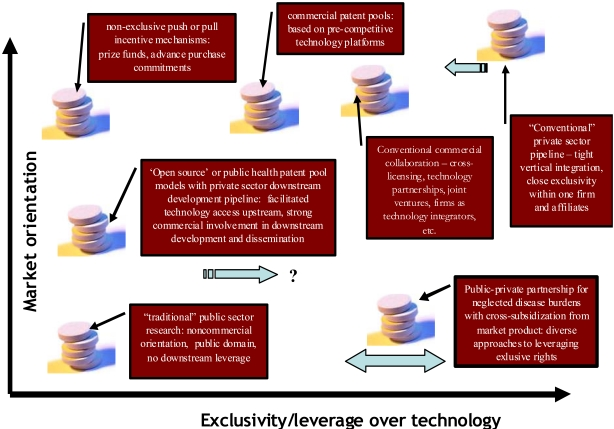 non-exclusive push or pull
incentive mechanisms:
prize funds, advance purchase
commitments
commercial patent pools:
based on pre-competitive
technology platforms
Conventional commercial
collaboration – cross-
licensing, technology
partnerships, joint
ventures, firms as
technology integrators,
etc.
“Conventional”
private sector
pipeline – tight
vertical integration,
close exclusivity
within one firm
and affiliates
‘Open source’ or public health patent pool
models with private sector downstream
development pipeline: facilitated
technology access upstream, strong
commercial involvement in downstream
development and dissemination
?
“traditional” public sector
research: noncommercial
orientation, public domain,
no downstream leverage
Public-private partnership for
neglected disease burdens
with cross-subsidization from
market product: diverse
approaches to leveraging
exlusive rights
Market orientation
Exclusivity/leverage over technology